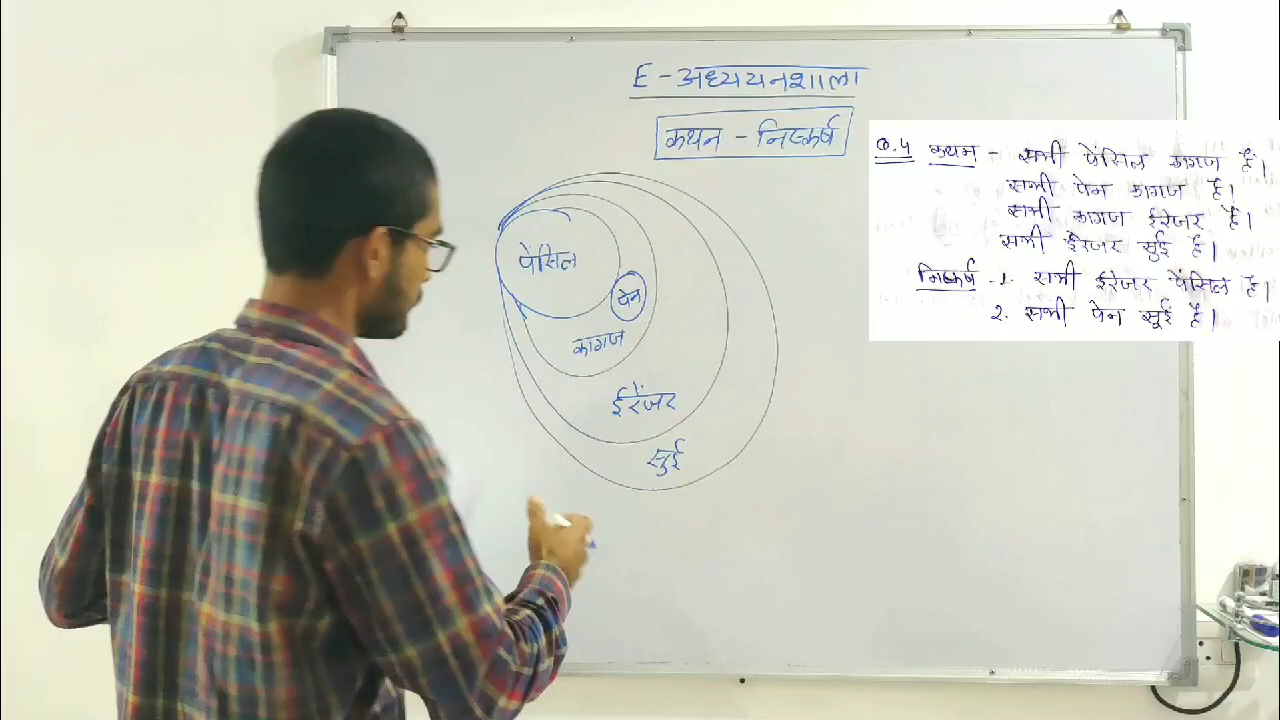 E-अध्ययनशाला
कथन - निष्कर्ष
पेंसिल
पेन
कागज
ईरेंजर
सुई
Q.5 कथन - सभी पेंसिल कागज है।
सभी पेन कागज है।
सभी कागज ईरेजर है।
सभी ईरेजर सुई है।
निष्कर्ष - 1. सभी ईरेजर पेंसिल है।
2. सभी पेन सुई है।